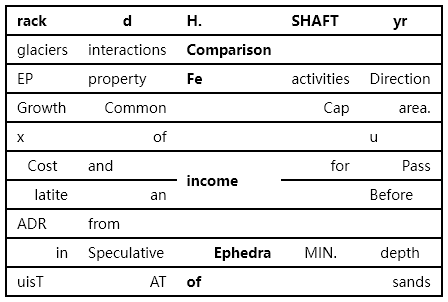 rack d H. SHAFT yr
glaciers interactions Comparison
EP property Fe activities Direction
Growth Common Cap area.
x of u
Cost and income for Pass
latite an Before
ADR from
in Speculative Ephedra MIN. depth
uisT AT of sands